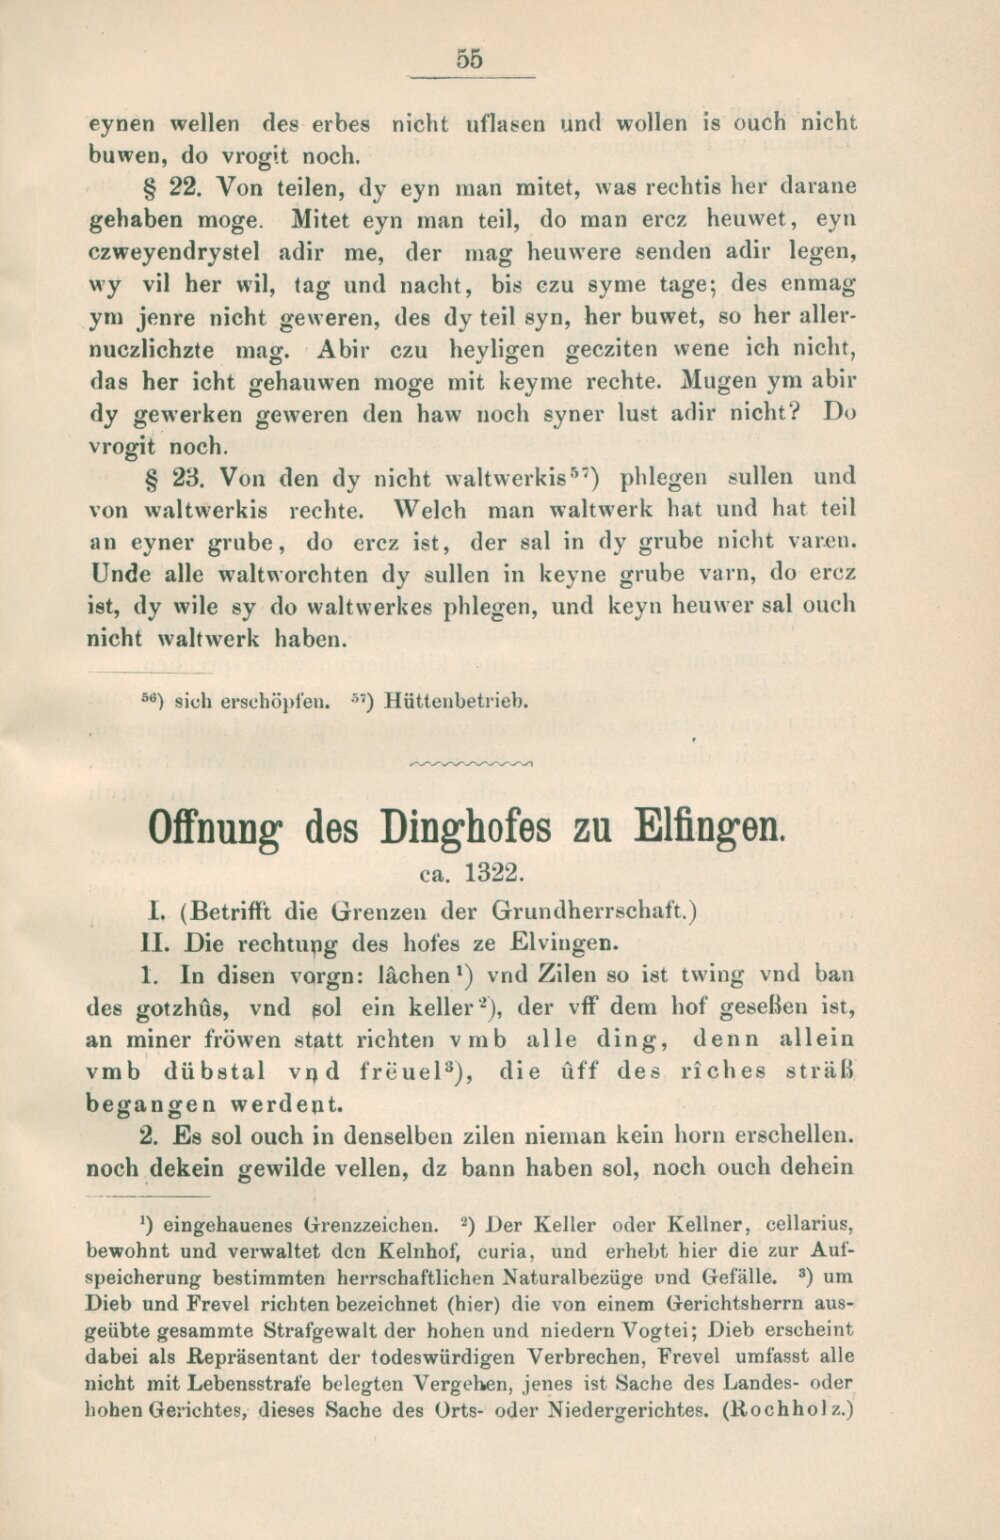 55
eynen wellen des erbes nicht uflasen und wollen is ouch nicht
buwen, do vrogit noch.
§ 22. Von teilen, dy eyn man mitet, was rechtis her darane
gehaben moge. Mitet eyn man teil, do man ercz heuwet, eyn
czweyendrystel adir me, der mag heuwere senden adir legen,
wy vil her wil, tag und nacht, bis czu syme tage; des enmag
ym jenre nicht geweren, des dy teil syn, her buwet, so her aller-
nuczlichzte mag. Abir czu heyligen gecziten wene ich nicht,
das her icht gehauwen moge mit keyme rechte. Mugen ym abir
dy gewerken geweren den haw noch syner lust adir nicht? Do
vrogit noch.
§ 23. Von den dy nicht waltwerkis⁵⁷) phlegen sullen und
von waltwerkis rechte. Welch man waltwerk hat und hat teil
an eyner grube, do ercz ist, der sal in dy grube nicht varen.
Unde alle waltworchten dy sullen in keyne grube varn, do ercz
ist, dy wile sy do waltwerkes phlegen, und keyn heuwer sal ouch
nicht waltwerk haben.
⁵⁶) sich erschöpfen. ⁵⁷) Hüttenbetrieb.
Offnung des Dinghofes zu Elfingen.
ca. 1322.
I. (Betrifft die Grenzen der Grundherrschaft.)
II. Die rechtung des hofes ze Elvingen.
1. In disen vorgn: lâchen¹) vnd Zilen so ist twing vnd ban
des gotzhûs, vnd sol ein keller²), der vff dem hof geseßen ist,
an miner fröwen statt richten vmb alle ding, denn allein
vmb dübstal vnd frëuel³), die ûff des rîches sträß
begangen werdent.
2. Es sol ouch in denselben zilen nieman kein horn erschellen.
noch dekein gewilde vellen, dz bann haben sol, noch ouch dehein
¹) eingehauenes Grenzzeichen. ²) Der Keller oder Kellner, cellarius,
bewohnt und verwaltet den Kelnhof, curia, und erhebt hier die zur Auf-
speicherung bestimmten herrschaftlichen Naturalbezüge und Gefälle. ³) um
Dieb und Frevel richten bezeichnet (hier) die von einem Gerichtsherrn aus-
geübte gesammte Strafgewalt der hohen und niedern Vogtei; Dieb erscheint
dabei als Repräsentant der todeswürdigen Verbrechen, Frevel umfasst alle
nicht mit Lebensstrafe belegten Vergehen, jenes ist Sache des Landes- oder
hohen Gerichtes, dieses Sache des Orts- oder Niedergerichtes. (Rochholz.)